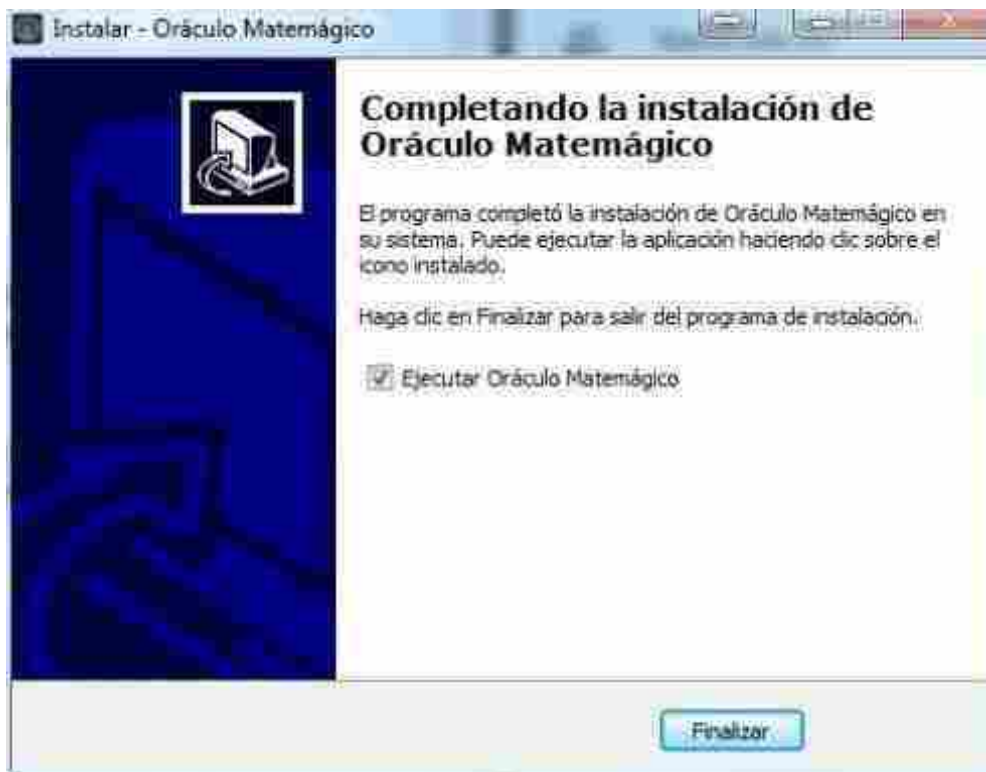 Instalar - Oráculo Matemágico
Completando la instalación de
Oráculo Matemágico
El programa completó la instalación de Oráculo Matemágico en
su sistema. Puede ejecutar la aplicación haciendo clic sobre el
icono instalado.
Haga clic en Finalizar para salir del programa de instalación.
Ejecutar Oráculo Matemágico
Finalizar